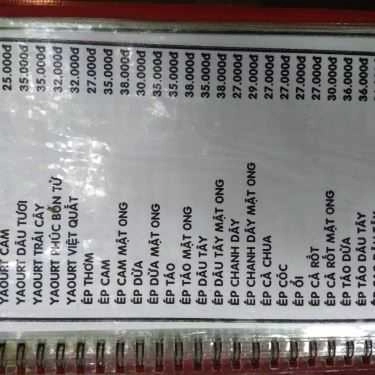 YAOURT CAM 25.000đ
YAOURT DÂU TƯƠI 35.000đ
YAOURT TRÁI CÂY 35.000đ
YAOURT PHÚC BỒN TỬ 32.000đ
YAOURT VIỆT QUẤT 32.000đ
ÉP THƠM 27.000đ
ÉP CAM 35.000đ
ÉP CAM MẬT ONG 38.000đ
ÉP DỪA 30.000đ
ÉP DỪA MẬT ONG 35.000đ
ÉP TÁO 35.000đ
ÉP TÁO MẬT ONG 38.000đ
ÉP DÂU TÂY 35.000đ
ÉP DÂU TÂY MẬT ONG 38.000đ
ÉP CHANH DÂY 27.000đ
ÉP CHANH DÂY MẬT ONG 29.000đ
ÉP CÀ CHUA 27.000đ
ÉP CÓC 27.000đ
ÉP ỔI 27.000đ
ÉP CÀ RỐT 27.000đ
ÉP CÀ RỐT MẬT ONG 30.000đ
ÉP TÁO DỪA 36.000đ
ÉP TÁO DÂU TÂY 36.000đ